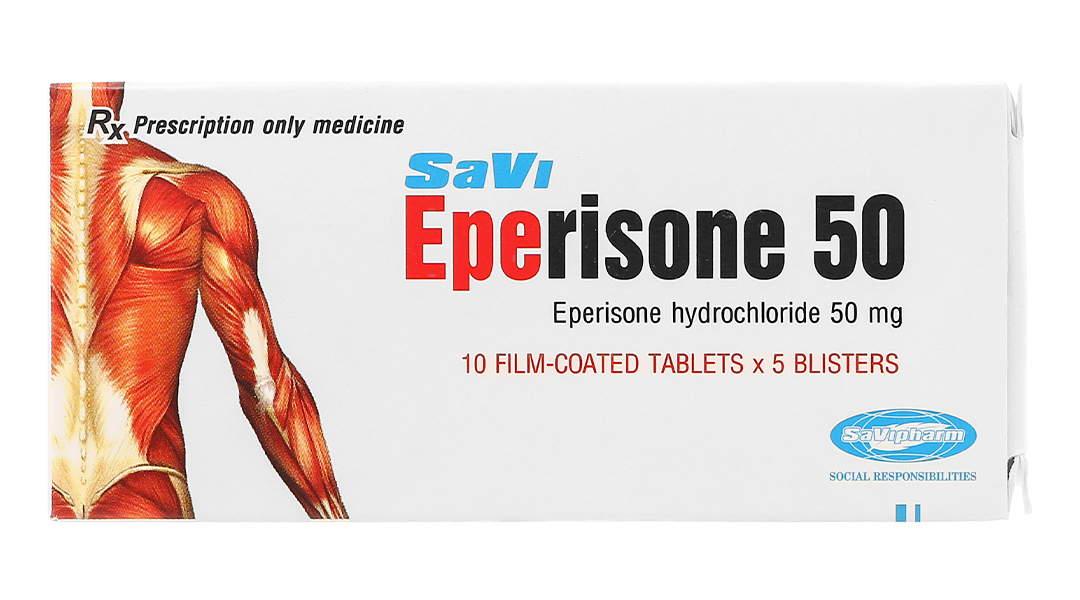 Rx Prescription only medicine
SaVi
Eperisone 50
Eperisone hydrochloride 50 mg
10 FILM-COATED TABLETS x 5 BLISTERS
SaVipharm
SOCIAL RESPONSIBILITIES